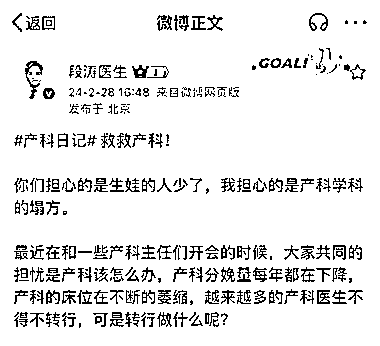 返回
微博正文
GOAL!
段涛医生
24-2-28 16:48 来自微博网页版
发布于 北京
#产科日记# 救救产科！
你们担心的是生娃的人少了，我担心的是产科学科
的塌方。
最近在和一些产科主任们开会的时候，大家共同的
担忧是产科该怎么办，产科分娩量每年都在下降，
产科的床位在不断的萎缩，越来越多的产科医生不
得不转行，可是转行做什么呢？